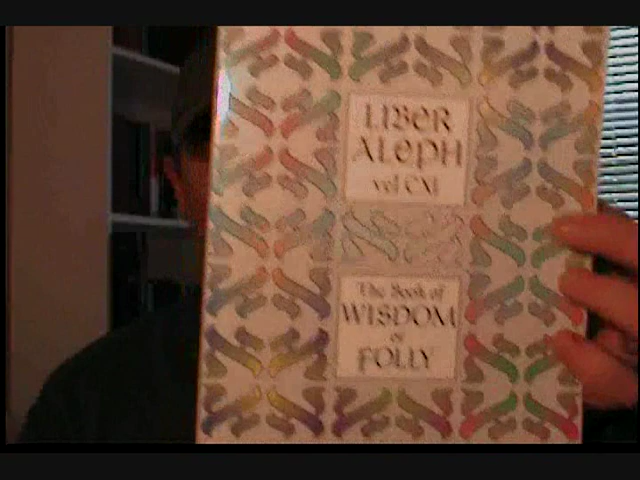 LIBER
ALEPH
vel CXI
The Book of
WISDOM
or
FOLLY